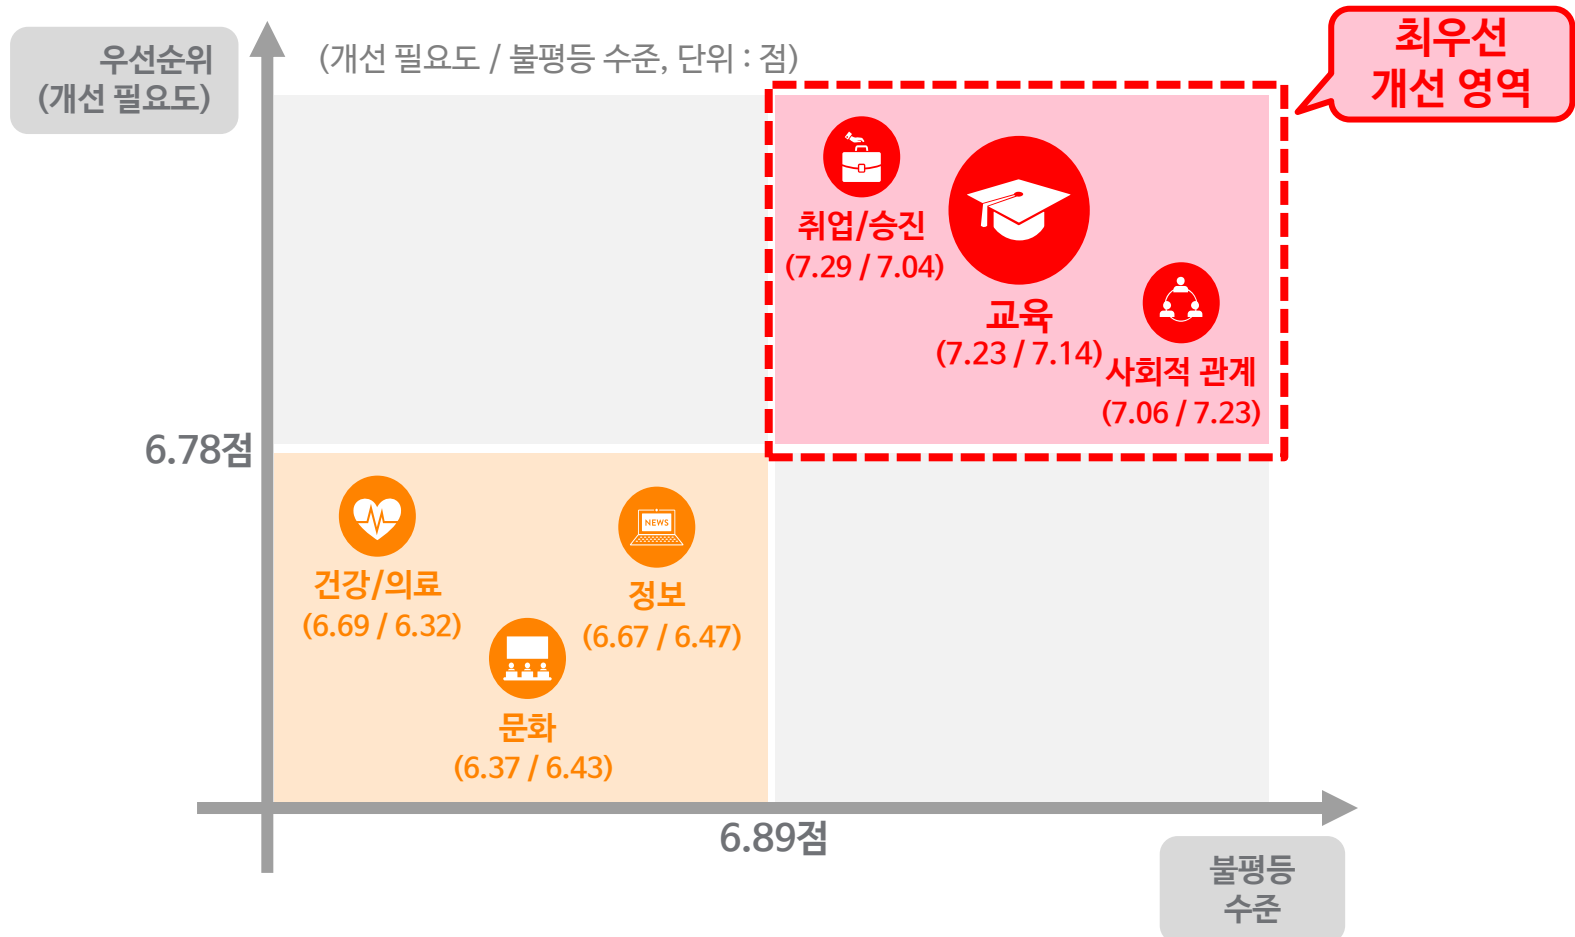 우선순위
(개선 필요도)
(개선 필요도 / 불평등 수준, 단위 : 점)
최우선
개선 영역
취업/승진
(7.29 / 7.04)
교육
(7.23 / 7.14)
사회적 관계
(7.06 / 7.23)
6.78점
NEWS
건강/의료
(6.69 / 6.32)
정보
(6.67 / 6.47)
문화
(6.37 / 6.43)
6.89점
불평등
수준